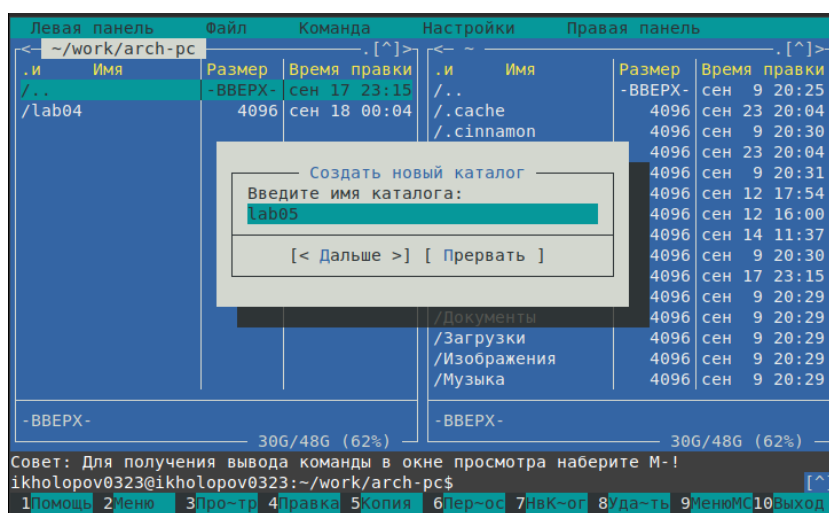 Левая панель Файл Команда Настройки Правая панель
<— ~/work/arch-pc .[^]> <— ~ .[^]>
.и Имя Размер Время правки .и Имя Размер Время правки
/.. -ВВЕРХ- сен 17 23:15 /.. -ВВЕРХ- сен 9 20:25
/lab04 4096 сен 18 00:04 /.cache 4096 сен 23 20:04
/.cinnamon 4096 сен 9 20:30
4096 сен 23 20:04
Создать новый каталог 4096 сен 9 20:31
Введите имя каталога: 4096 сен 12 17:54
lab05 4096 сен 12 16:00
4096 сен 14 11:37
[< Дальше >] [ Прервать ] 4096 сен 9 20:30
4096 сен 17 23:15
4096 сен 9 20:29
/Документы 4096 сен 9 20:29
/Загрузки 4096 сен 9 20:29
/Изображения 4096 сен 9 20:29
/Музыка 4096 сен 9 20:29
-ВВЕРХ- -ВВЕРХ-
30G/48G (62%) 30G/48G (62%)
Совет: Для получения вывода команды в окне просмотра наберите M-!
ikholopov0323@ikholopov0323:~/work/arch-pc$ [^]
1Помощь 2Меню 3Про~тр 4Правка 5Копия 6Пер~ос 7НвК~ог 8Уда~ть 9МенюMC 10Выход